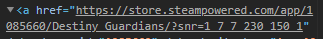 ▼<a href="https://store.steampowered.com/app/1
085660/Destiny_Guardians/?snr=1_7_7_230_150_1"